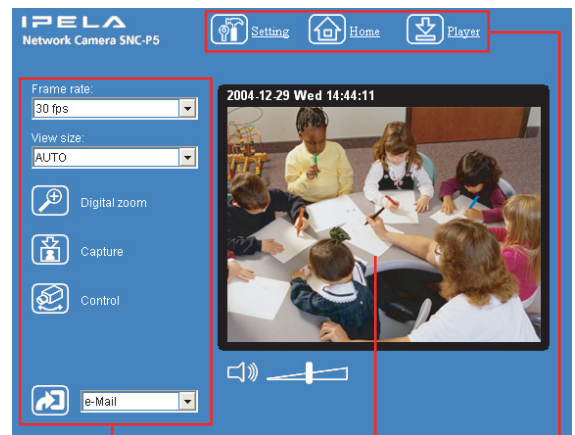 IPELA
Network Camera SNC-P5
Setting Home Player
Frame rate:
30 fps
View size:
AUTO
Digital zoom
Capture
Control
e-Mail
2004-12-29 Wed 14:44:11